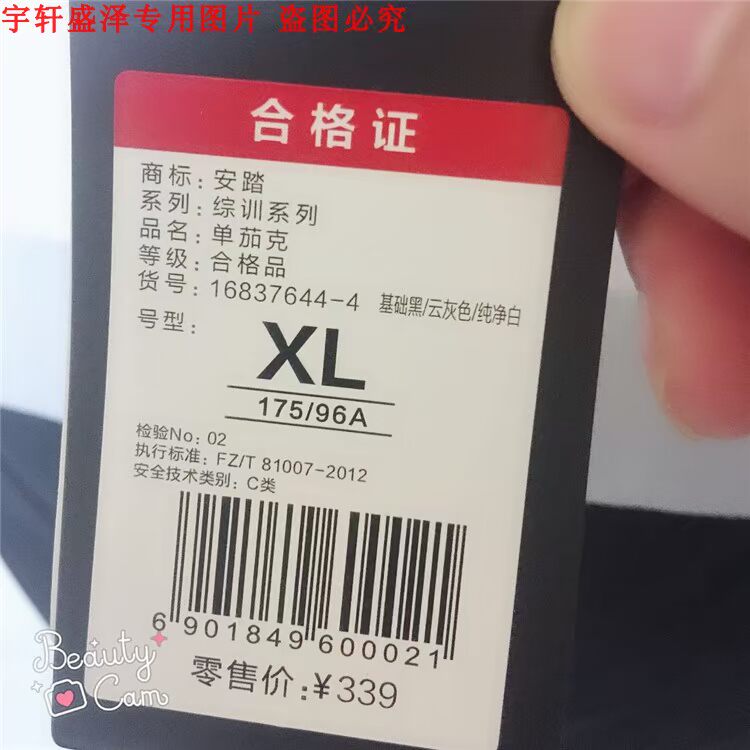 宇轩盛泽专用图片 盗图必究
合格证
商标: 安踏
系列: 综训系列
品名: 单茄克
等级: 合格品
货号: 16837644-4 基础黑/云灰色/纯净白
号型: XL
175/96A
检验No: 02
执行标准: FZ/T 81007-2012
安全技术类别: C类
6 901849 600021
零售价: ¥339
Beauty
Cam